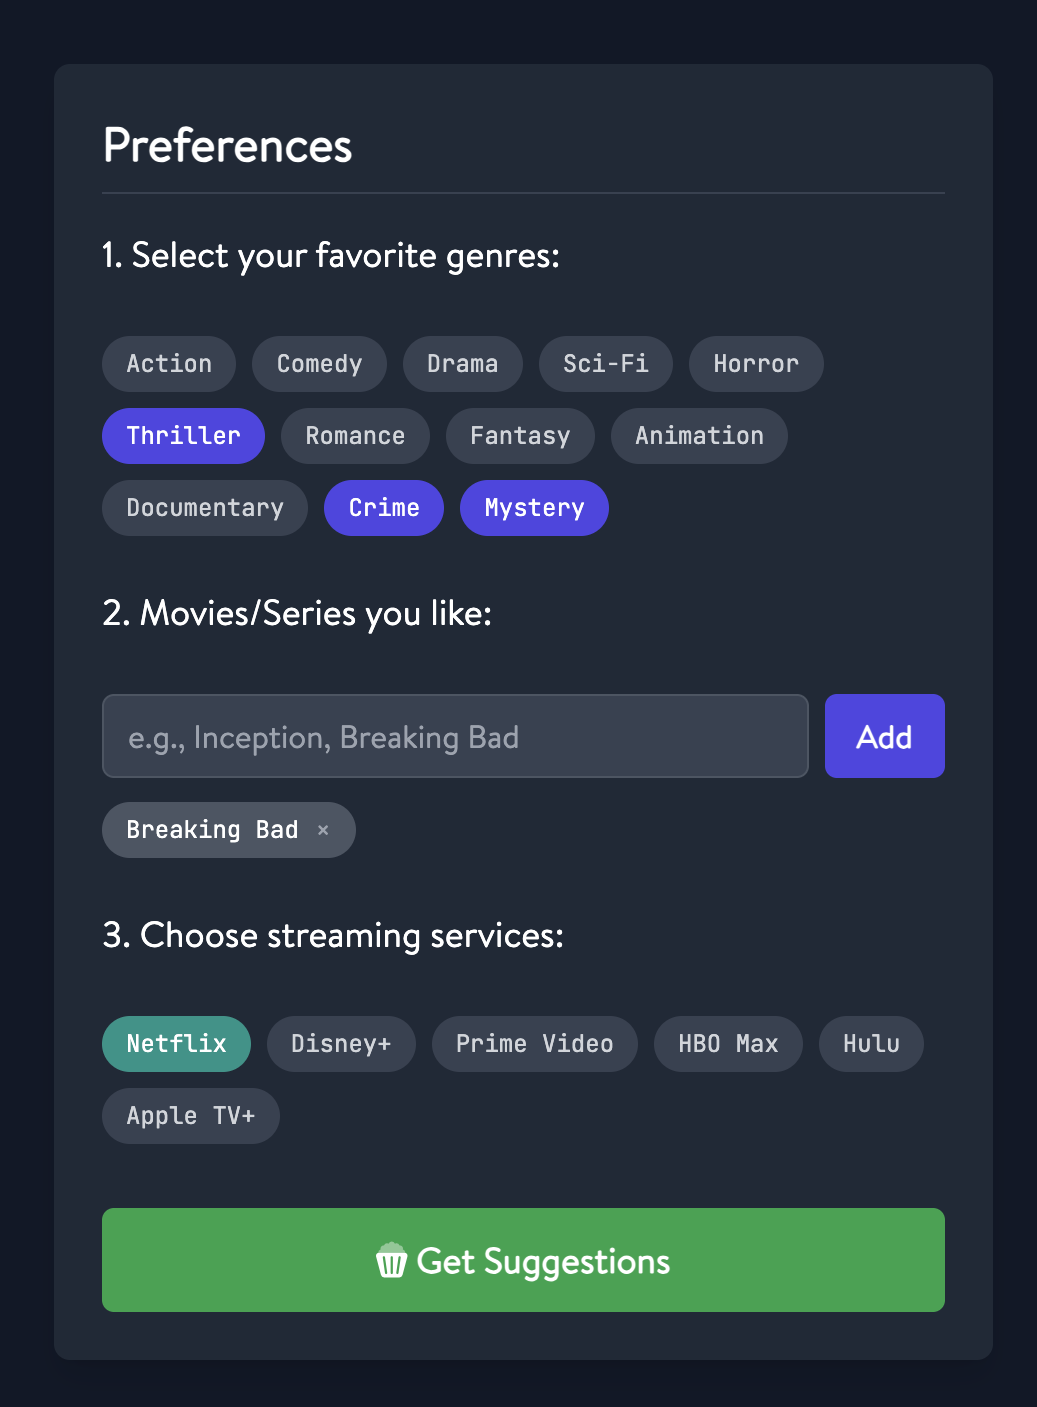 Preferences
1. Select your favorite genres:
Action Comedy Drama Sci-Fi Horror
Thriller Romance Fantasy Animation
Documentary Crime Mystery
2. Movies/Series you like:
e.g., Inception, Breaking Bad Add
Breaking Bad ×
3. Choose streaming services:
Netflix Disney+ Prime Video HBO Max Hulu
Apple TV+
🍿 Get Suggestions